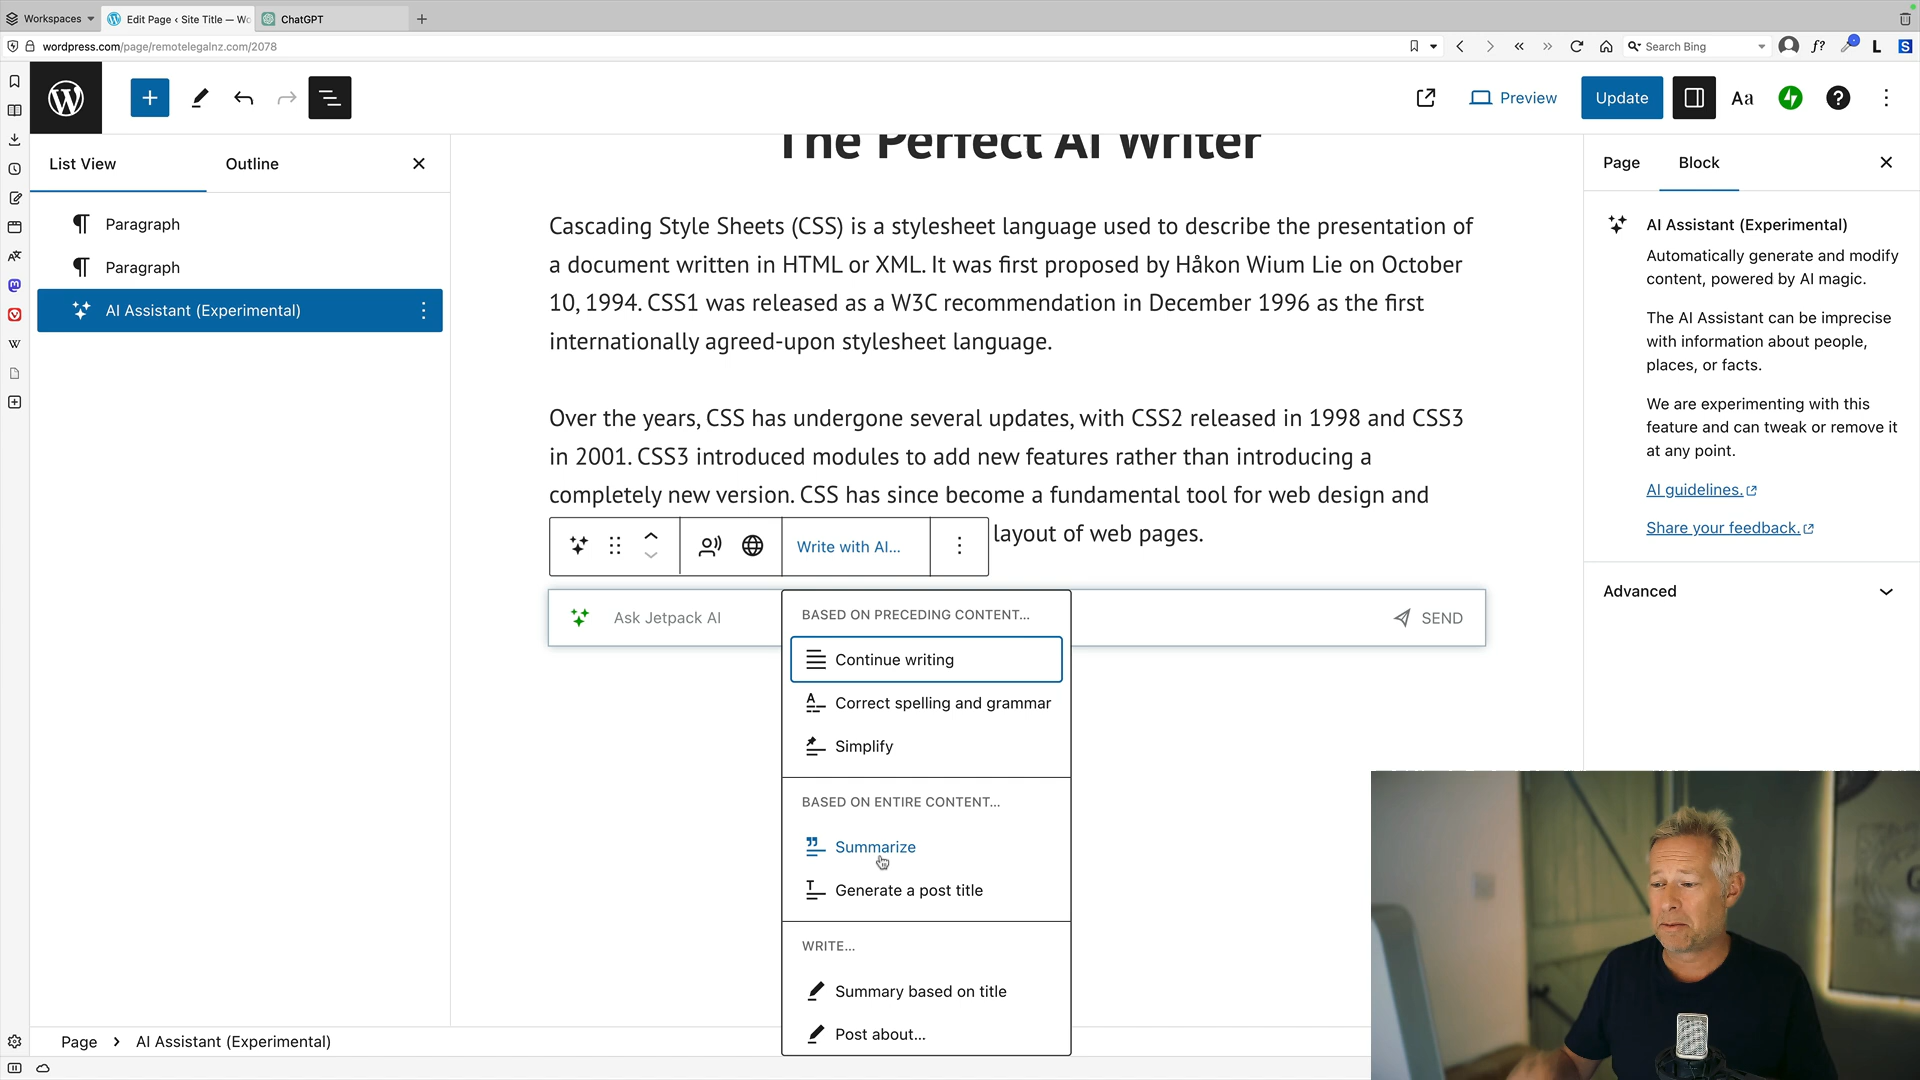 Workspaces
Edit Page ‹ Site Title — Wo
ChatGPT
wordpress.com/page/remotelegalnz.com/2078
Search Bing
f?
L
S
Preview
Update
Aa
List View
Outline
Paragraph
Paragraph
AI Assistant (Experimental)
The Perfect AI Writer
Cascading Style Sheets (CSS) is a stylesheet language used to describe the presentation of
a document written in HTML or XML. It was first proposed by Håkon Wium Lie on October
10, 1994. CSS1 was released as a W3C recommendation in December 1996 as the first
internationally agreed-upon stylesheet language.
Over the years, CSS has undergone several updates, with CSS2 released in 1998 and CSS3
in 2001. CSS3 introduced modules to add new features rather than introducing a
completely new version. CSS has since become a fundamental tool for web design and
layout of web pages.
Write with AI...
Ask Jetpack AI
SEND
BASED ON PRECEDING CONTENT...
Continue writing
Correct spelling and grammar
Simplify
BASED ON ENTIRE CONTENT...
Summarize
Generate a post title
WRITE...
Summary based on title
Post about...
Page
Block
AI Assistant (Experimental)
Automatically generate and modify
content, powered by AI magic.
The AI Assistant can be imprecise
with information about people,
places, or facts.
We are experimenting with this
feature and can tweak or remove it
at any point.
AI guidelines.
Share your feedback.
Advanced
Page
AI Assistant (Experimental)